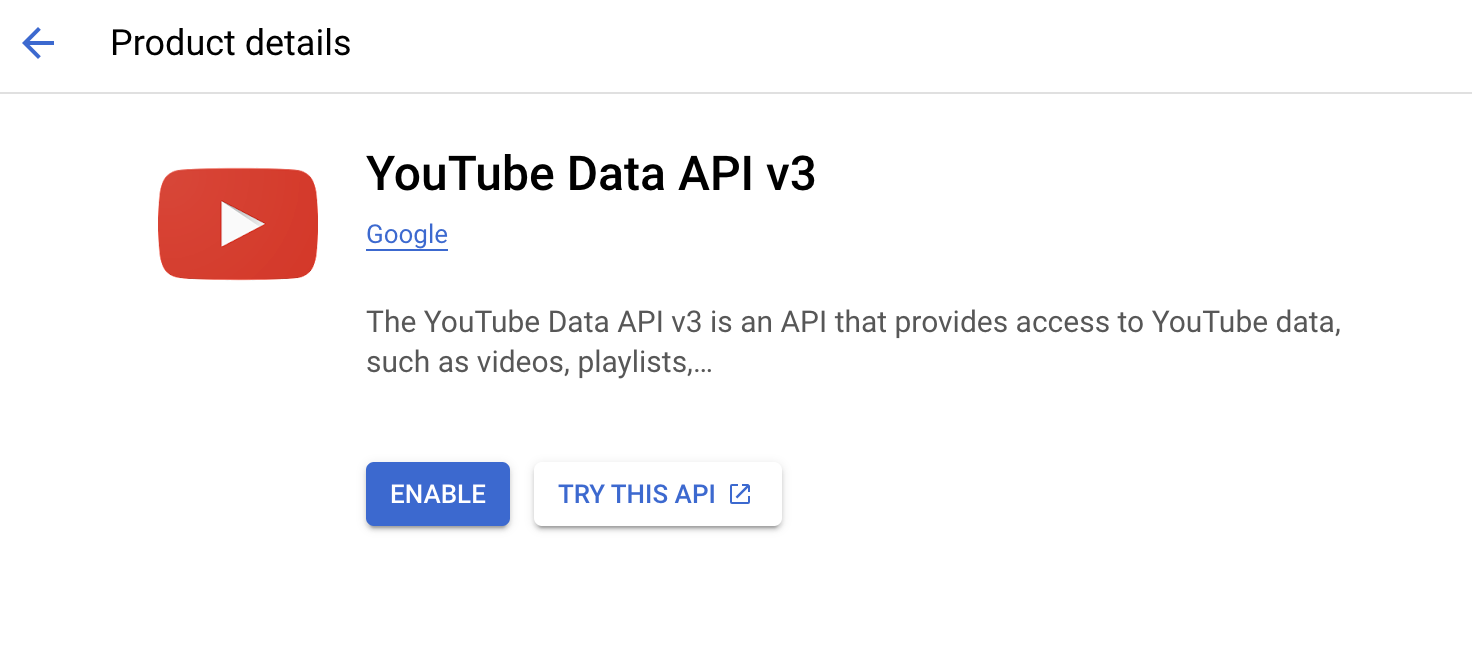 Product details
YouTube Data API v3
Google
The YouTube Data API v3 is an API that provides access to YouTube data,
such as videos, playlists,...
ENABLE
TRY THIS API